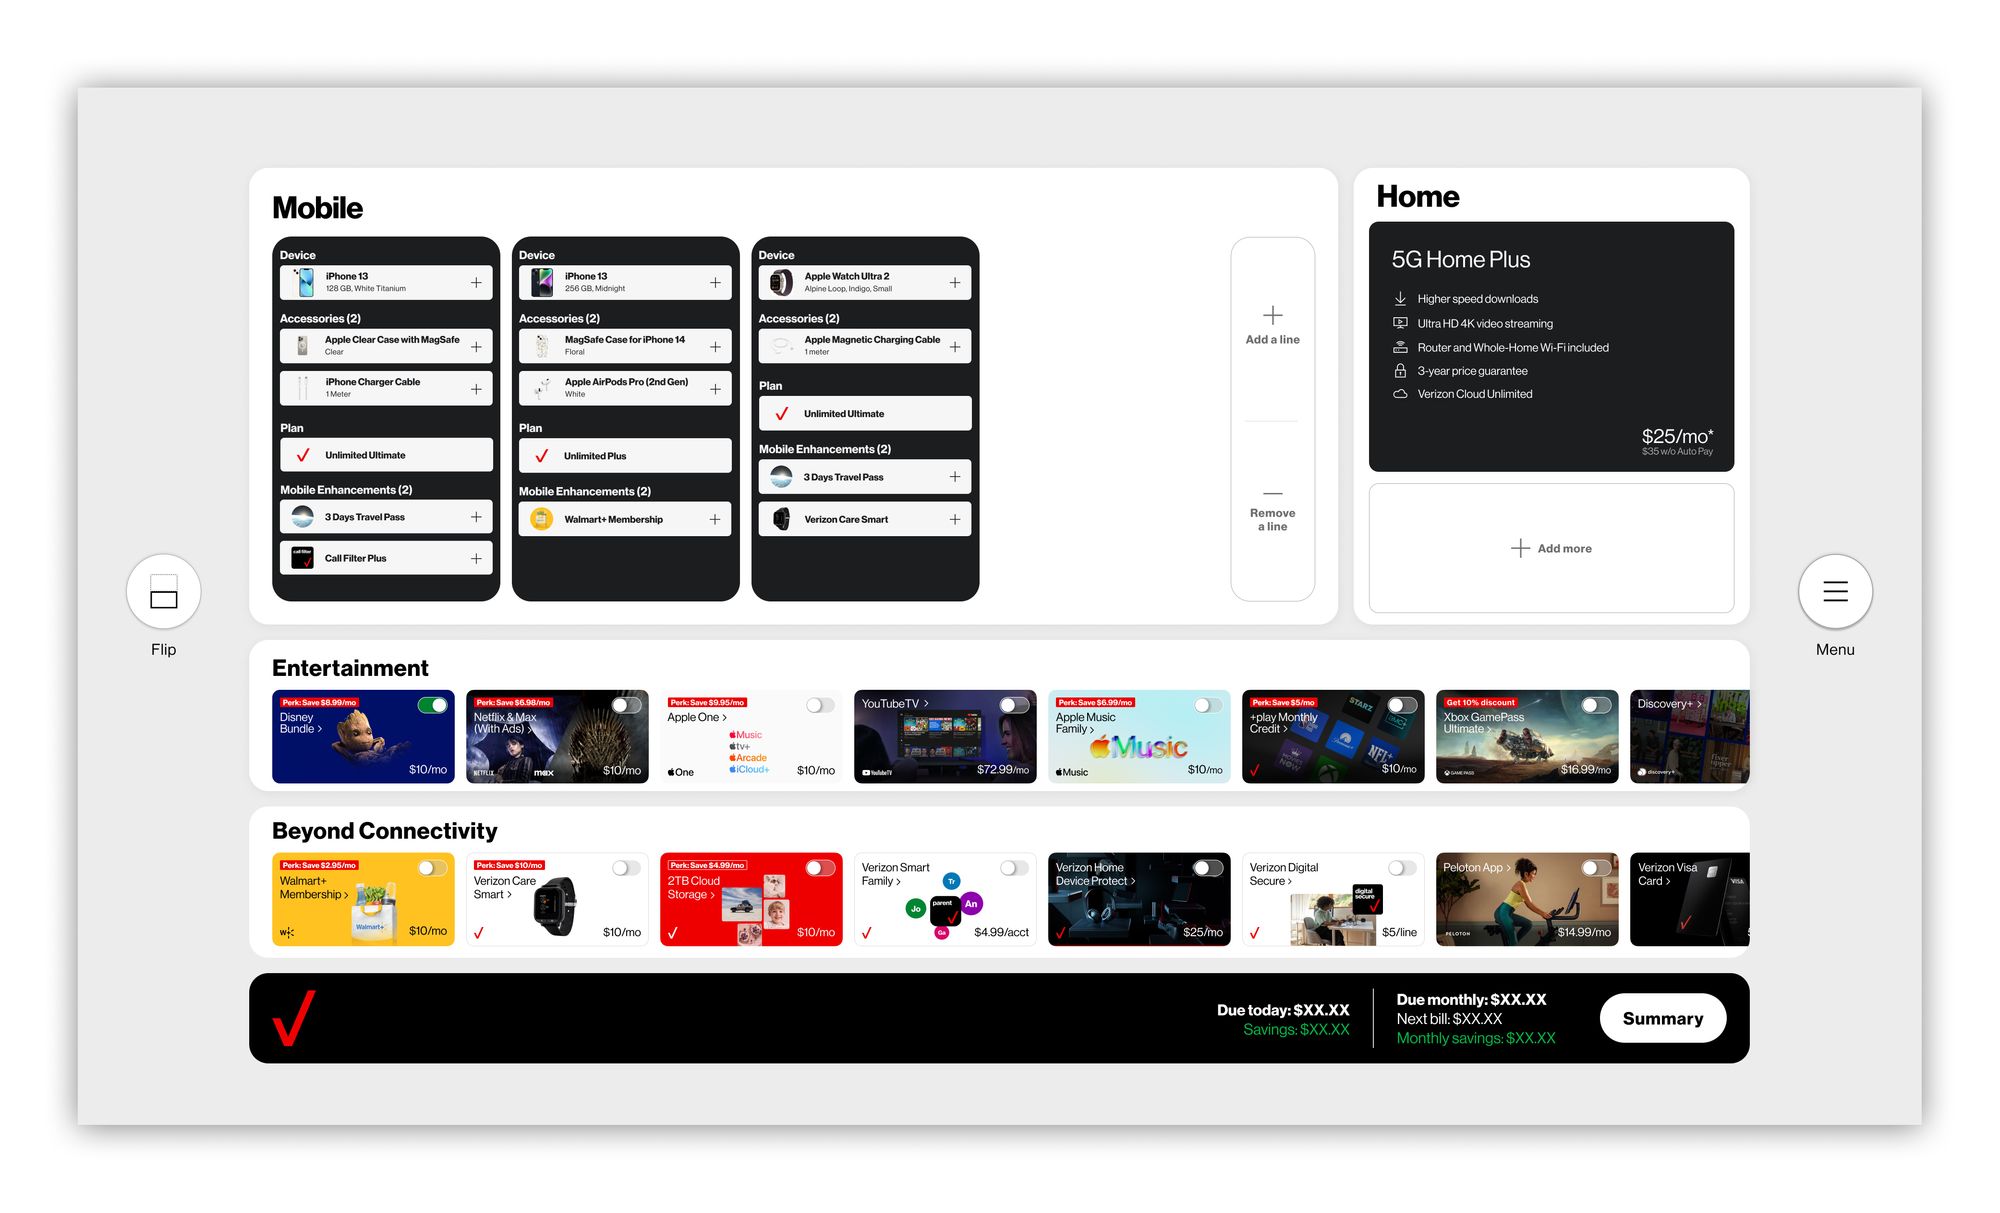 Mobile
Device
iPhone 13
128 GB, White Titanium
Accessories (2)
Apple Clear Case with MagSafe
Clear
iPhone Charger Cable
1 Meter
Plan
Unlimited Ultimate
Mobile Enhancements (2)
3 Days Travel Pass
call filter
Call Filter Plus
Device
iPhone 13
256 GB, Midnight
Accessories (2)
MagSafe Case for iPhone 14
Floral
Apple AirPods Pro (2nd Gen)
White
Plan
Unlimited Plus
Mobile Enhancements (2)
Walmart+ Membership
Device
Apple Watch Ultra 2
Alpine Loop, Indigo, Small
Accessories (2)
Apple Magnetic Charging Cable
1 meter
Plan
Unlimited Ultimate
Mobile Enhancements (2)
3 Days Travel Pass
Verizon Care Smart
Add a line
Remove
a line
Home
5G Home Plus
Higher speed downloads
Ultra HD 4K video streaming
Router and Whole-Home Wi-Fi included
3-year price guarantee
Verizon Cloud Unlimited
$25/mo*
$35 w/o Auto Pay
Add more
Flip
Menu
Entertainment
Perk: Save $8.99/mo
Disney
Bundle >
$10/mo
Perk: Save $6.98/mo
Netflix & Max
(With Ads) >
NETFLIX
max
$10/mo
Perk: Save $9.95/mo
Apple One >
Music
tv+
Arcade
iCloud+
One
$10/mo
YouTubeTV >
YouTubeTV
$72.99/mo
Perk: Save $6.99/mo
Apple Music
Family >
Music
Music
$10/mo
Perk: Save $5/mo
+play Monthly
Credit >
STARZ
AMC+
Paramount+
MOVIES
NOW
NFL+
$10/mo
Get 10% discount
Xbox GamePass
Ultimate >
GAME PASS
$16.99/mo
Discovery+ >
fixer
upper
discovery+
Beyond Connectivity
Perk: Save $2.95/mo
Walmart+
Membership >
Walmart+
W+
$10/mo
Perk: Save $10/mo
Verizon Care
Smart >
$10/mo
Perk: Save $4.99/mo
2TB Cloud
Storage >
$10/mo
Verizon Smart
Family >
Tr
Jo
parent
An
Ga
$4.99/acct
Verizon Home
Device Protect >
$25/mo
Verizon Digital
Secure >
digital
secure
$5/line
Peloton App >
PELOTON
$14.99/mo
Verizon Visa
Card >
VISA
Due today: $XX.XX
Savings: $XX.XX
Due monthly: $XX.XX
Next bill: $XX.XX
Monthly savings: $XX.XX
Summary